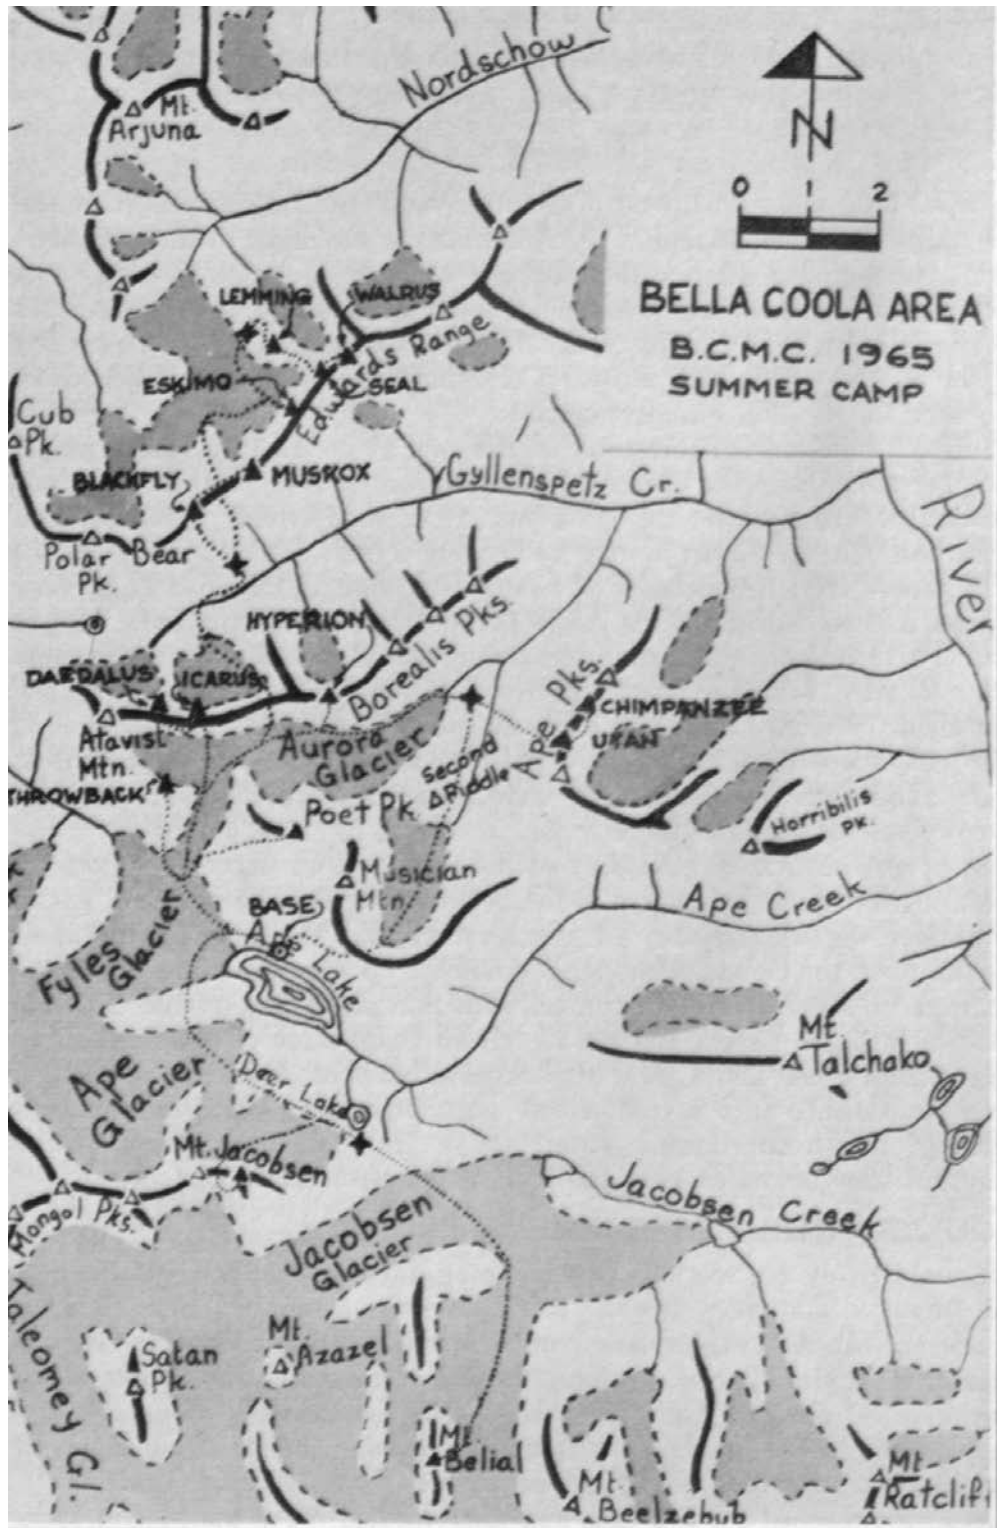 Nordschow
Mt.
Arjuna
N
0 1 2
BELLA COOLA AREA
B.C.M.C. 1965
SUMMER CAMP
LEMMING
WALRUS
Edwards Range
ESKIMO
SEAL
Cub
Pk.
BLACKFLY
MUSKOX
Gyllenspetz Cr.
River
Polar Bear
Pk.
HYPERION
Borealis Pks.
DAEDALUS
ICARUS
Ape Pks.
CHIMPANZEE
UTAN
Atavist
Mtn.
Aurora
Glacier
Second
Fiddle
THROWBACK
Poet Pk.
Horribilis
PK.
Musician
Mtn.
BASE
Ape Lake
Ape Creek
Fyles
Glacier
Mt.
Talchako
Ape
Glacier
Deer Lake
Mt. Jacobsen
Mongol Pks.
Jacobsen
Glacier
Jacobsen Creek
Talcomey Gl.
Satan
Pk.
Mt.
Azazel
Mt.
Belial
Mt.
Beelzebub
Mt.
Ratcliff